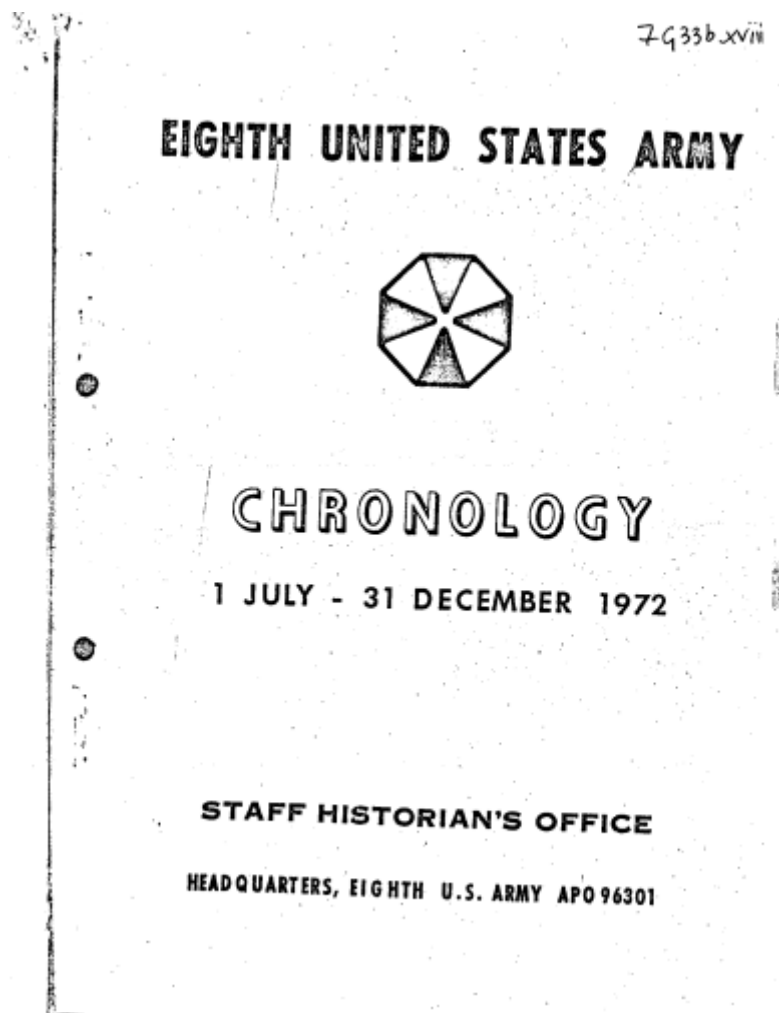 7G33b.xviii
EIGHTH UNITED STATES ARMY
CHRONOLOGY
1 JULY - 31 DECEMBER 1972
STAFF HISTORIAN'S OFFICE
HEADQUARTERS, EIGHTH U.S. ARMY APO 96301